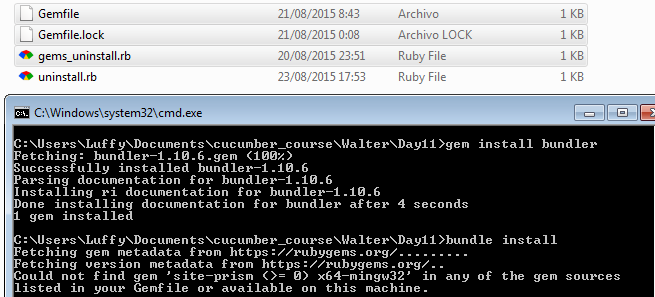 Gemfile 21/08/2015 8:43 Archivo 1 KB
Gemfile.lock 21/08/2015 0:08 Archivo LOCK 1 KB
gems_uninstall.rb 20/08/2015 23:51 Ruby File 1 KB
uninstall.rb 23/08/2015 17:53 Ruby File 1 KB
C:\Windows\system32\cmd.exe
C:\Users\Luffy\Documents\cucumber_course\Walter\Day11>gem install bundler
Fetching: bundler-1.10.6.gem (100%)
Successfully installed bundler-1.10.6
Parsing documentation for bundler-1.10.6
Installing ri documentation for bundler-1.10.6
Done installing documentation for bundler after 4 seconds
1 gem installed
C:\Users\Luffy\Documents\cucumber_course\Walter\Day11>bundle install
Fetching gem metadata from https://rubygems.org/.........
Fetching version metadata from https://rubygems.org/..
Could not find gem 'site-prism (>= 0) x64-mingw32' in any of the gem sources
listed in your Gemfile or available on this machine.